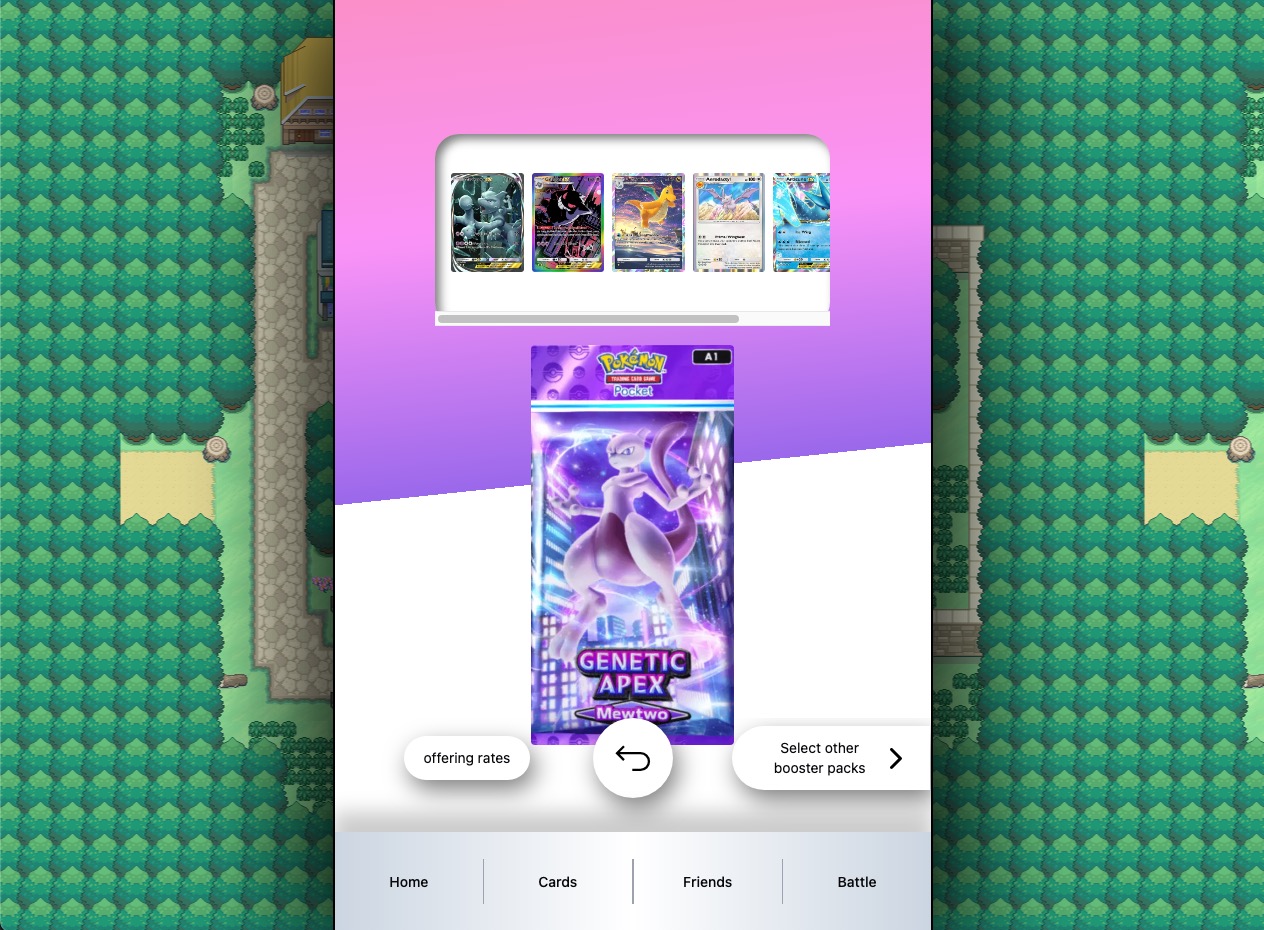 Aerodactyl
POKéMON
A1
TRADING CARD GAME
Pocket
GENETIC
APEX
Mewtwo
offering rates
Select other
booster packs
Home
Cards
Friends
Battle